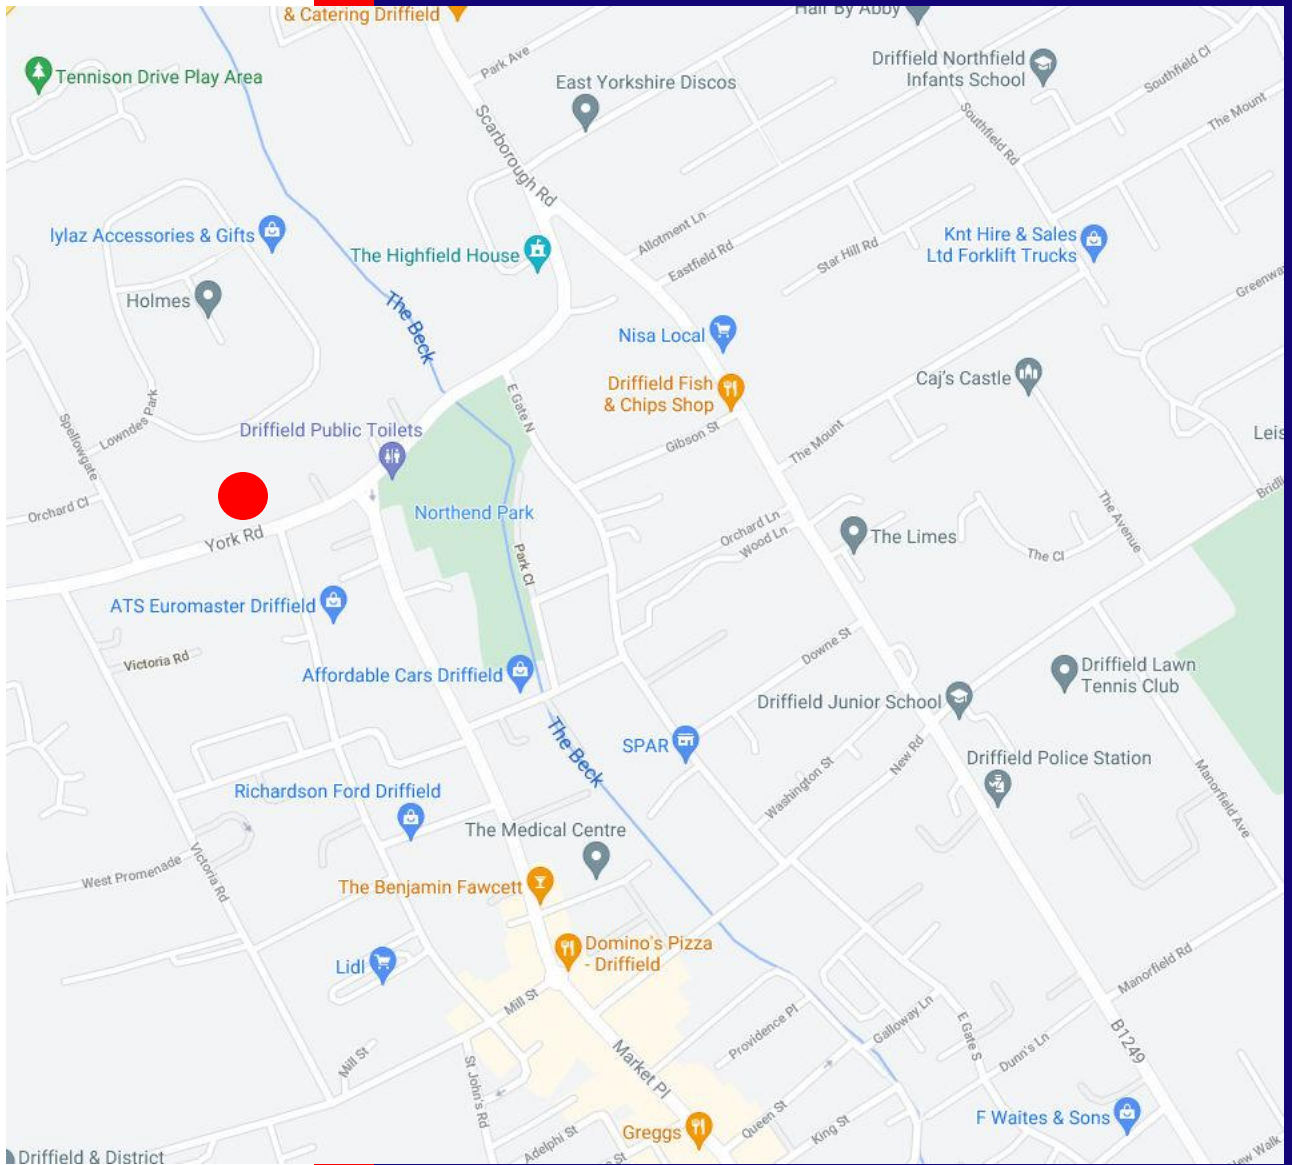 & Catering Driffield
Hair By Abby
Tennison Drive Play Area
Park Ave
East Yorkshire Discos
Driffield Northfield
Infants School
Southfield Cl
The Mount
Scarborough Rd
Southfield Rd
lylaz Accessories & Gifts
The Highfield House
Allotment Ln
Eastfield Rd
Star Hill Rd
Knt Hire & Sales
Ltd Forklift Trucks
Holmes
The Beck
Nisa Local
Driffield Fish
& Chips Shop
Caj's Castle
E Gate N
Gibson St
The Mount
Spellowgate
Lowndes Park
Driffield Public Toilets
Orchard Cl
York Rd
Northend Park
Park Cl
Orchard Ln
Wood Ln
The Limes
The Cl
The Avenue
ATS Euromaster Driffield
Victoria Rd
Affordable Cars Driffield
Downe St
Driffield Lawn
Tennis Club
Driffield Junior School
The Beck
SPAR
New Rd
Driffield Police Station
Washington St
Manorfield Ave
Richardson Ford Driffield
The Medical Centre
West Promenade
Victoria Rd
The Benjamin Fawcett
Domino's Pizza
- Driffield
Lidl
Mill St
Manorfield Rd
Providence Pl
Galloway Ln
E Gate S
Dunn's Ln
B1249
Mill St
Market Pl
St John's Rd
F Waites & Sons
Greggs
Queen St
King St
Adelphi St
St
Walk
Driffield & District